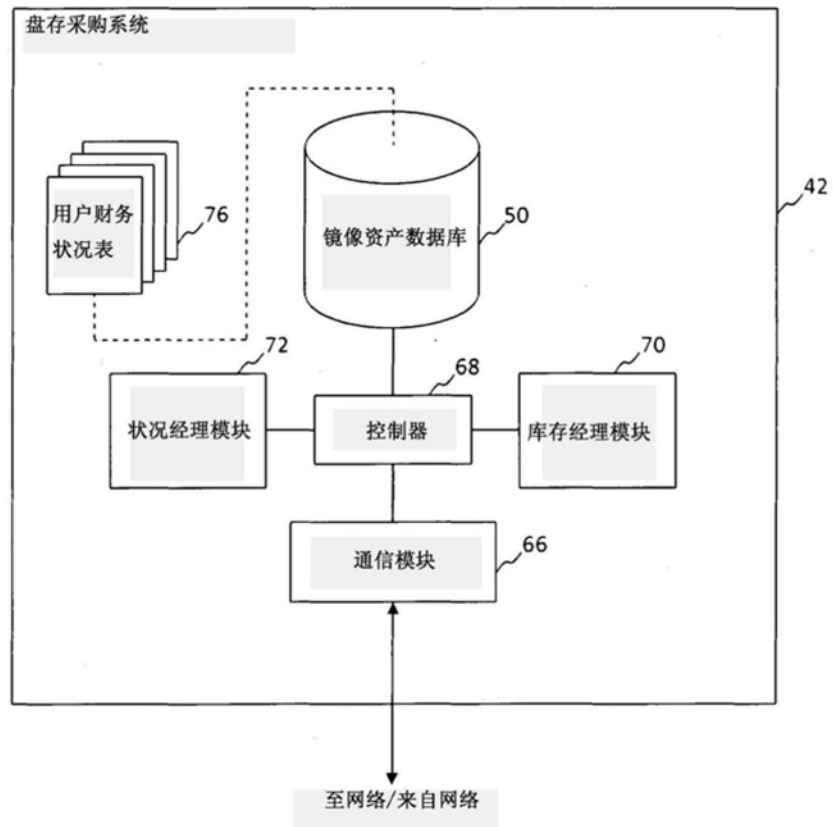 盘存采购系统
42
用户财务
状况表
76
镜像资产数据库
50
72
68
70
状况经理模块
控制器
库存经理模块
通信模块
66
至网络/来自网络